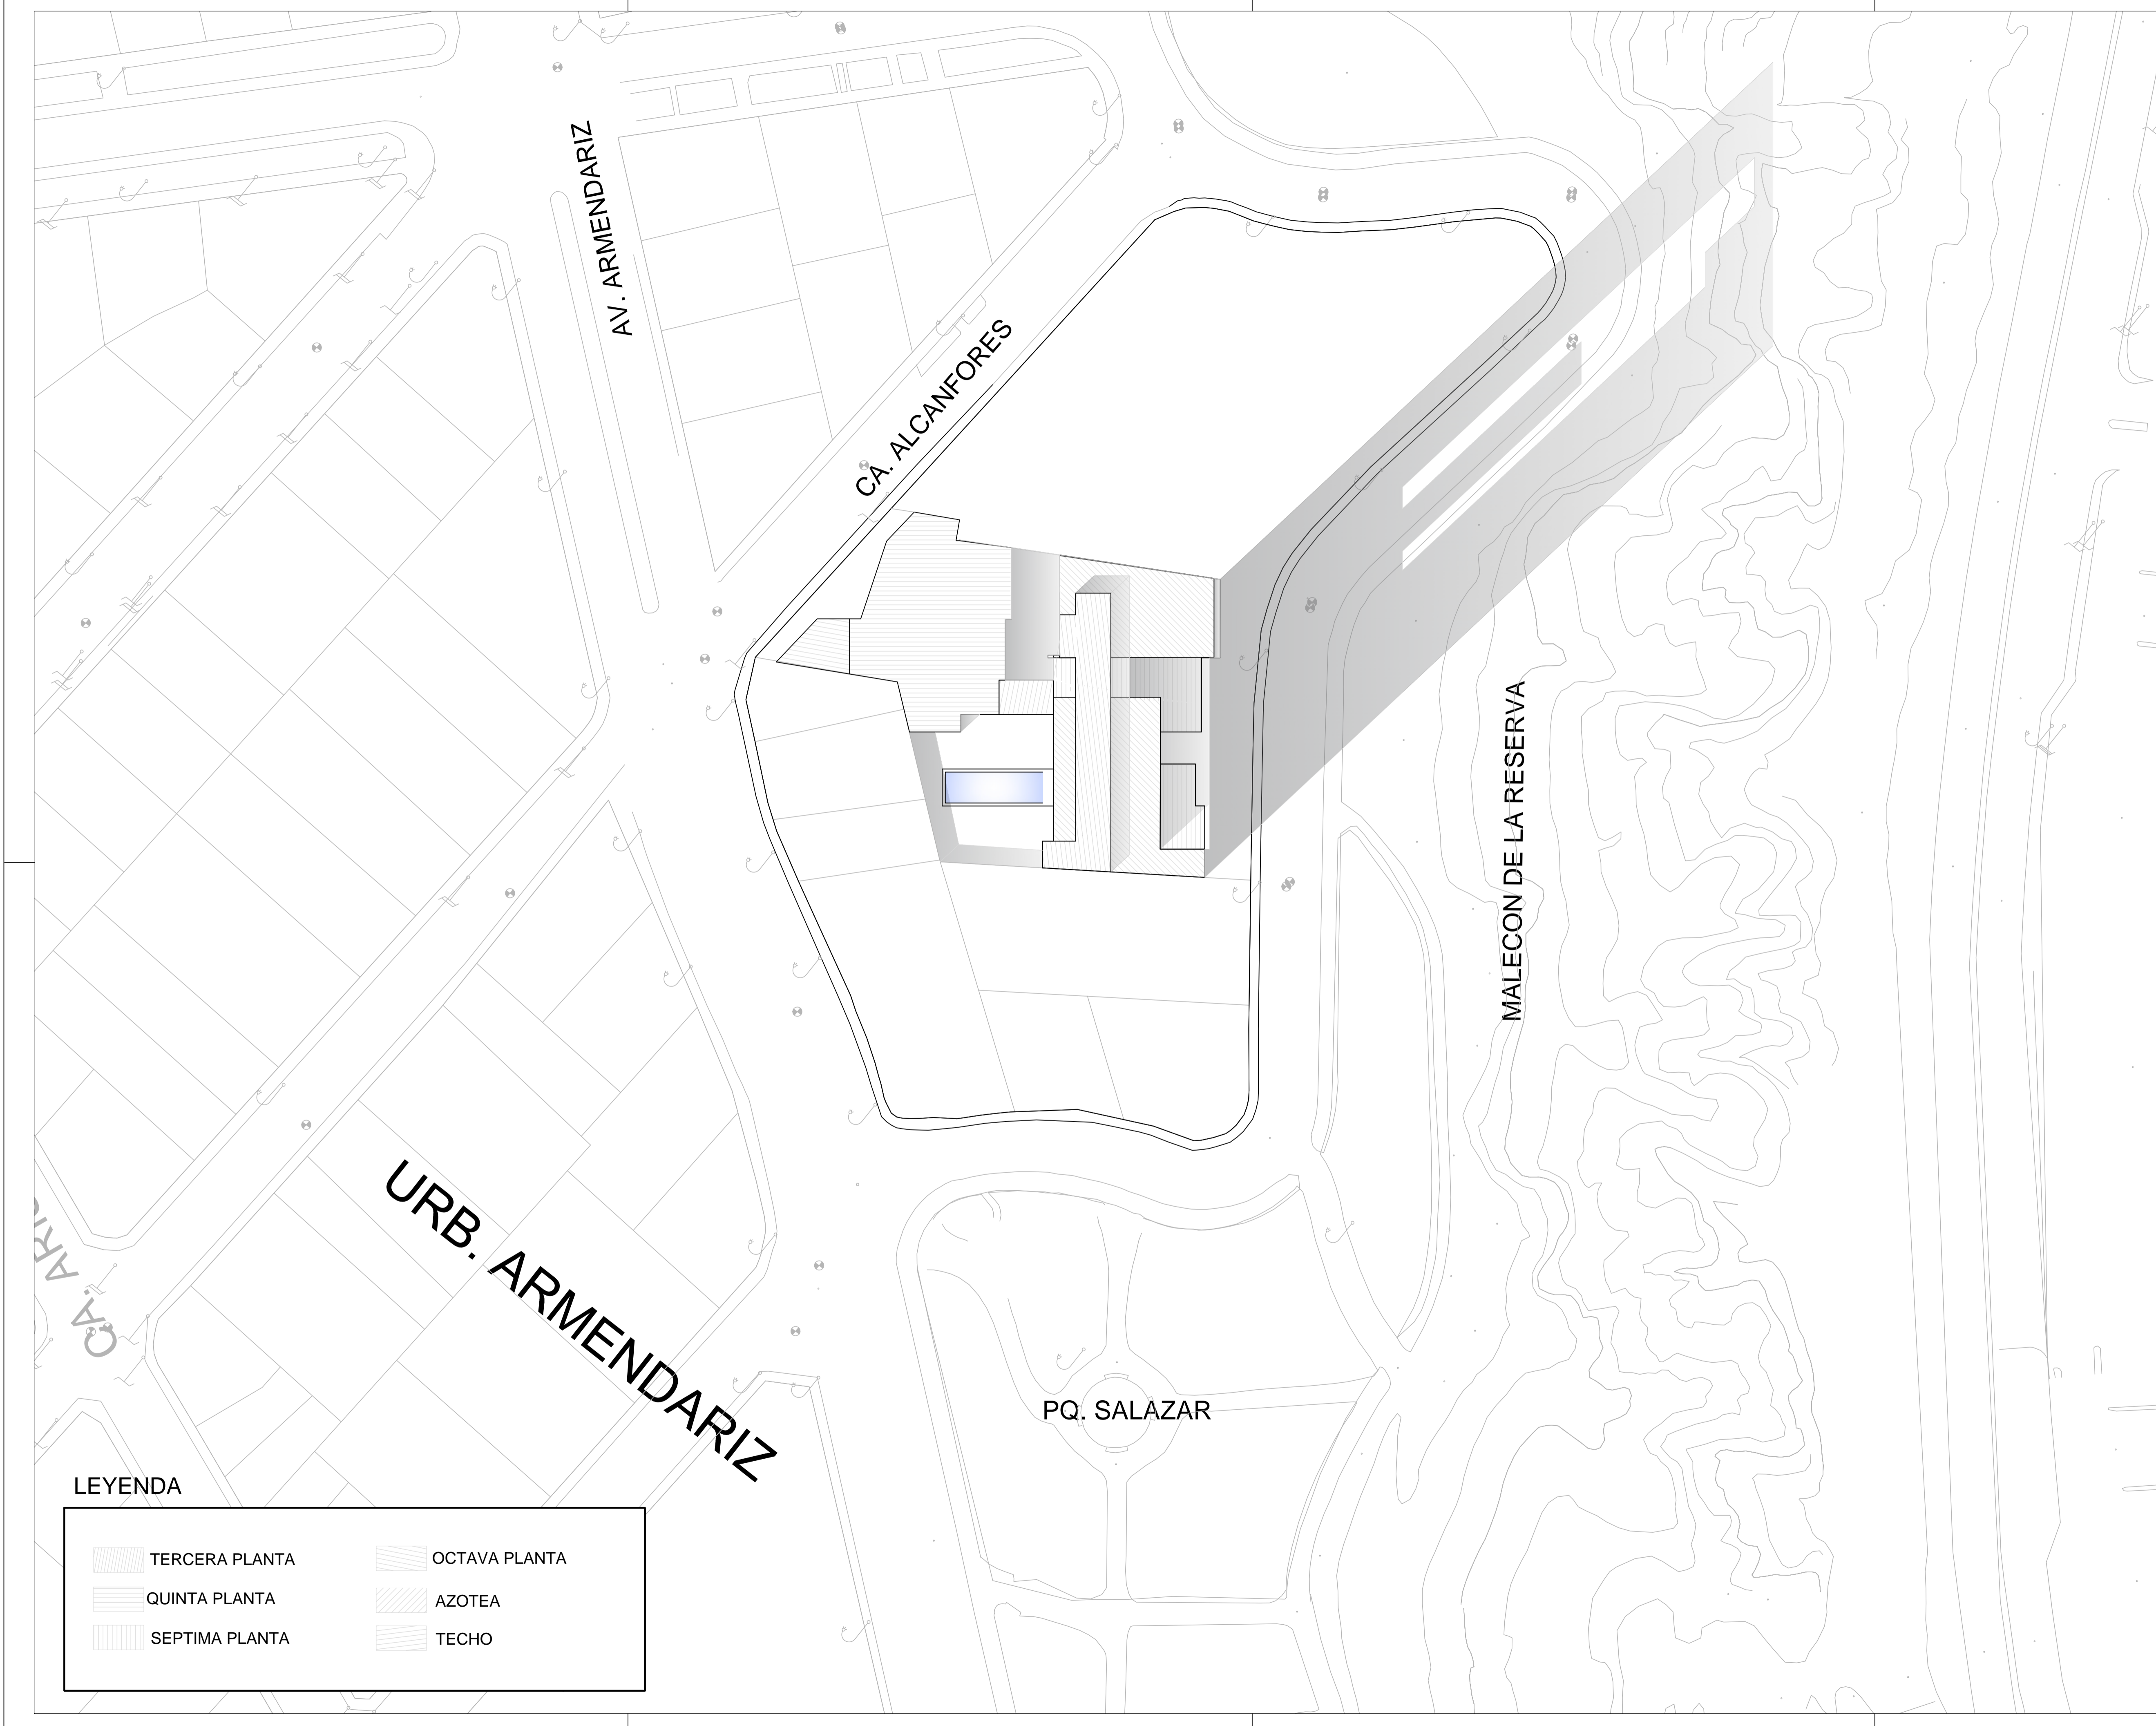 AV. ARMENDARIZ
CA. ALCANFORES
MALECON DE LA RESERVA
URB. ARMENDARIZ
CA.
PQ. SALAZAR
LEYENDA
TERCERA PLANTA
QUINTA PLANTA
SEPTIMA PLANTA
OCTAVA PLANTA
AZOTEA
TECHO